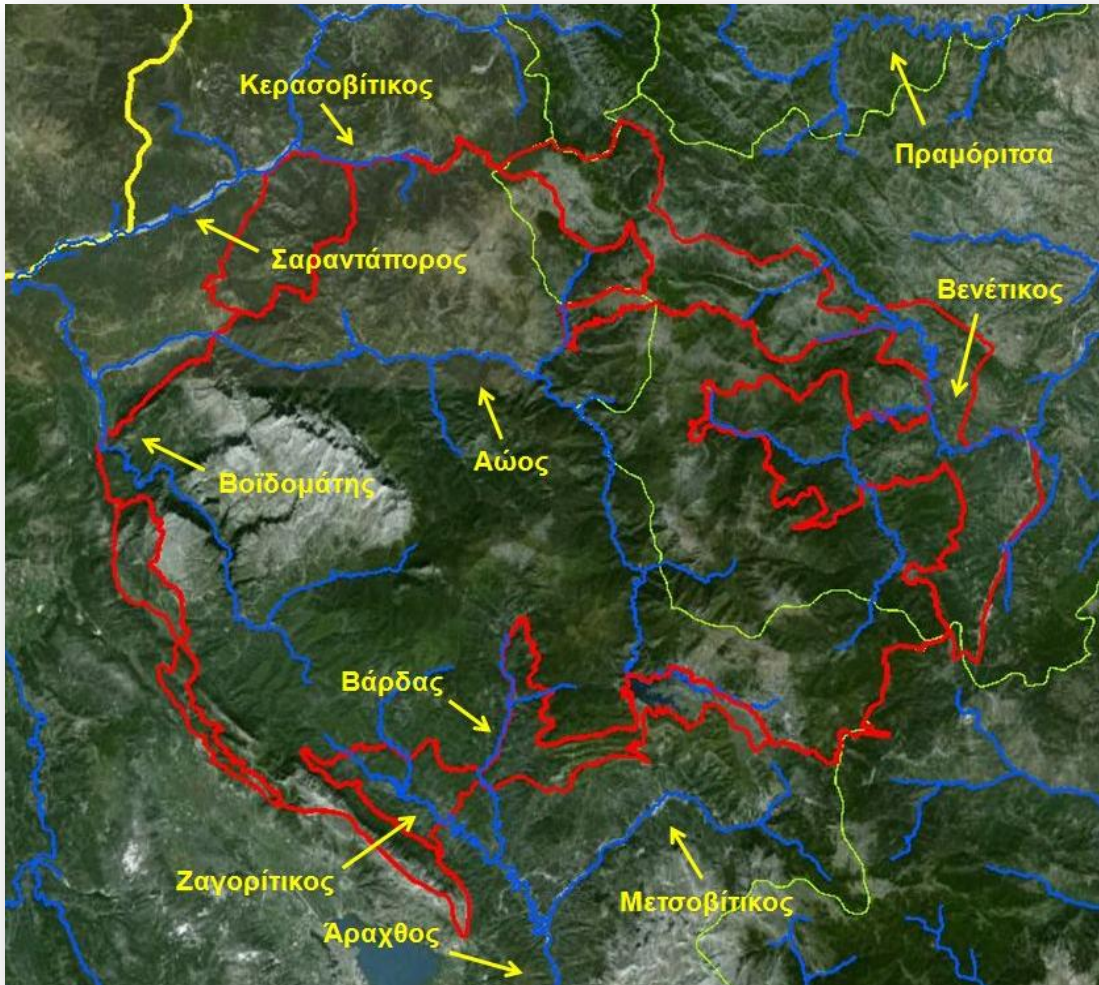 Κερασοβίτικος
Πραμόριτσα
Σαραντάπορος
Βενέτικος
Αώος
Βοϊδομάτης
Βάρδας
Ζαγορίτικος
Μετσοβίτικος
Άραχθος